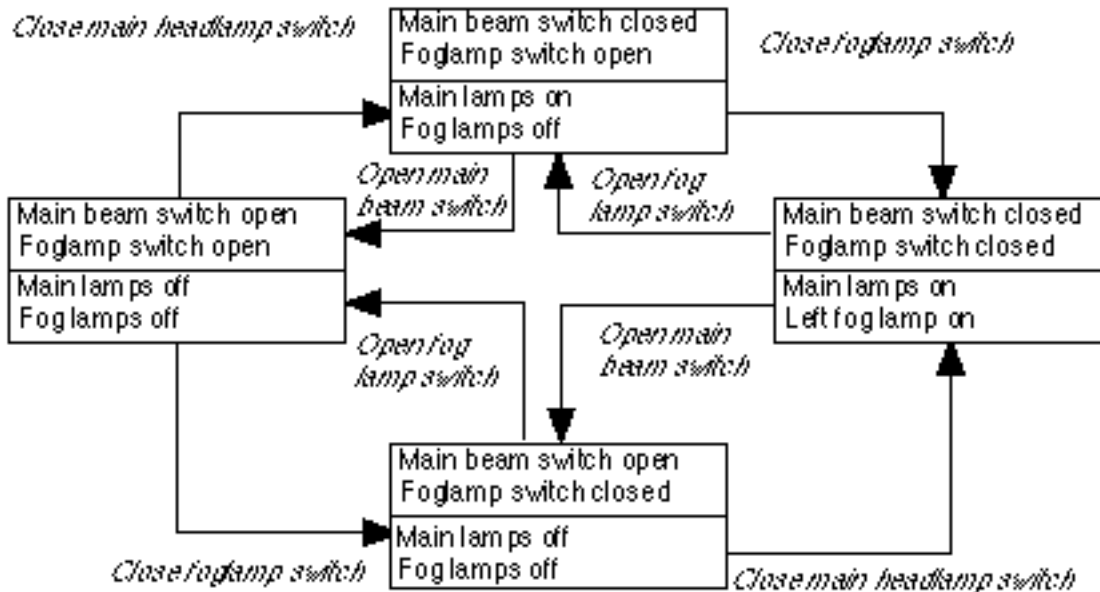 Close main headlamp switch
Main beam switch closed
Foglamp switch open
Main lamps on
Fog lamps off
Close foglamp switch
Open main
beam switch
Open fog
lamp switch
Main beam switch open
Foglamp switch open
Main lamps off
Fog lamps off
Main beam switch closed
Foglamp switch closed
Main lamps on
Left fog lamp on
Open fog
lamp switch
Open main
beam switch
Main beam switch open
Foglamp switch closed
Main lamps off
Fog lamps off
Close foglamp switch
Close main headlamp switch